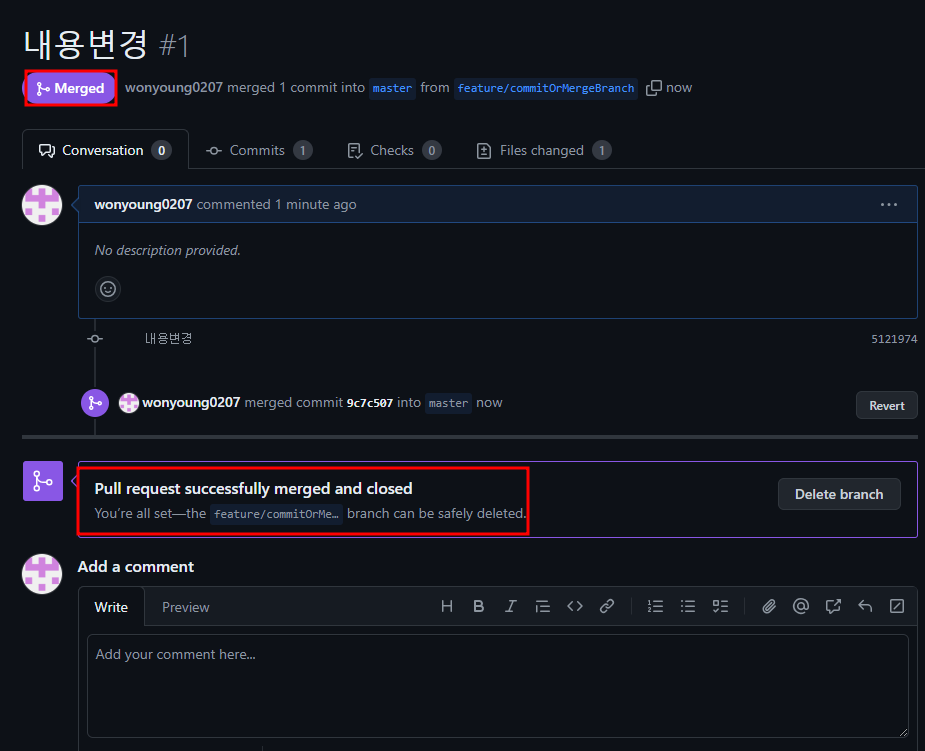 내용변경 #1
Merged wonyoung0207 merged 1 commit into master from feature/commitOrMergeBranch now
Conversation 0 Commits 1 Checks 0 Files changed 1
wonyoung0207 commented 1 minute ago
No description provided.
내용변경 5121974
wonyoung0207 merged commit 9c7c507 into master now
Revert
Pull request successfully merged and closed
Delete branch
You're all set—the feature/commitOrMe… branch can be safely deleted.
Add a comment
Write Preview
Add your comment here...